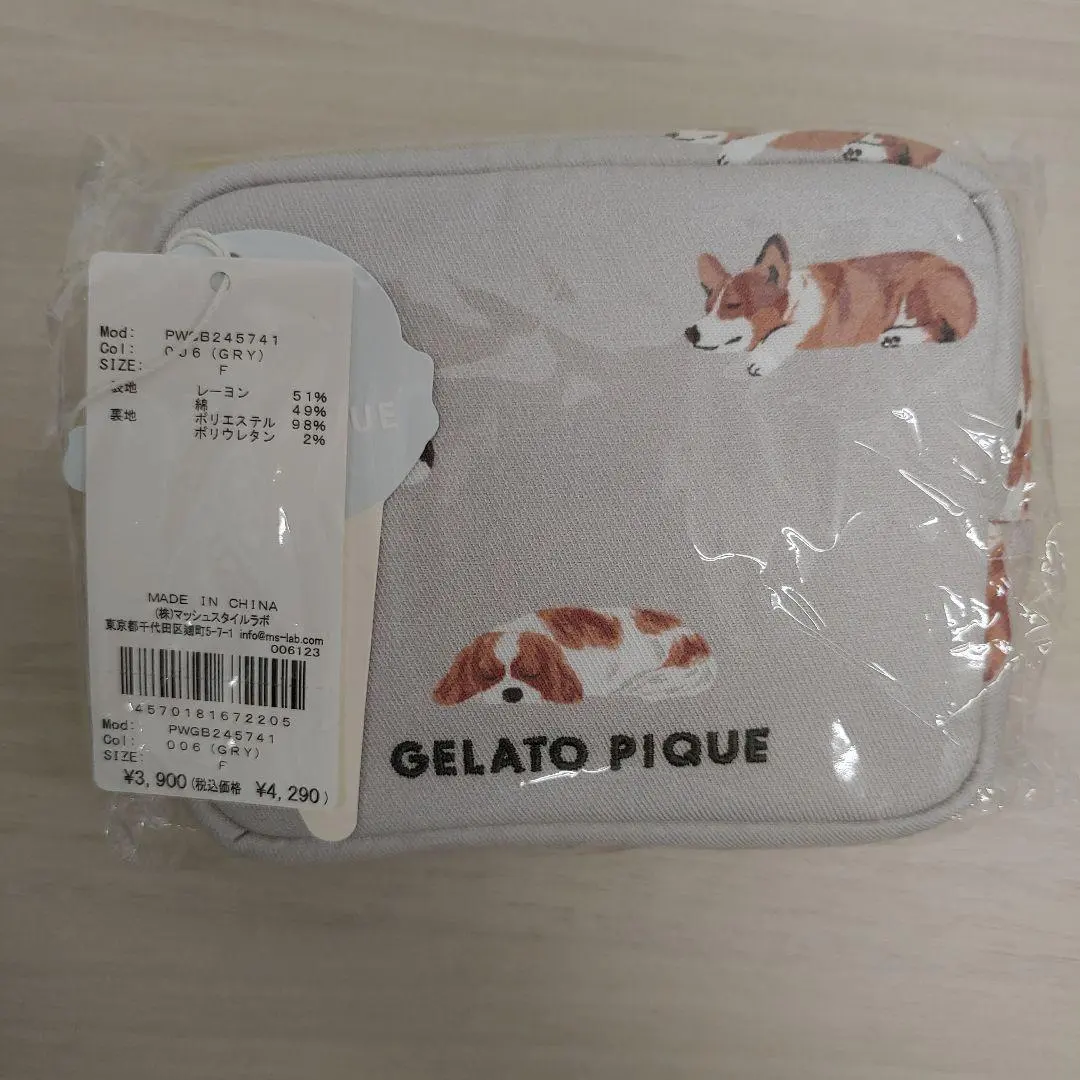 Mod: PWGB245741
Col: 006 (GRY)
SIZE: F
表地 レーヨン 51%
綿 49%
裏地 ポリエステル 98%
ポリウレタン 2%
UE
MADE IN CHINA
(株)マッシュスタイルラボ
東京都千代田区麹町5-7-1 info@ms-lab.com
006123
4570181672205
Mod: PWGB245741
Col: 006 (GRY)
SIZE: F
¥3,900(税込価格 ¥4,290)
GELATO PIQUE